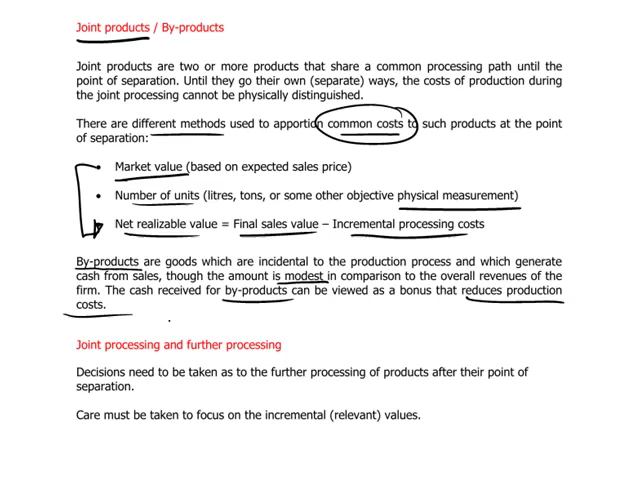 Joint products / By-products
Joint products are two or more products that share a common processing path until the
point of separation. Until they go their own (separate) ways, the costs of production during
the joint processing cannot be physically distinguished.
There are different methods used to apportion common costs to such products at the point
of separation:
• Market value (based on expected sales price)
• Number of units (litres, tons, or some other objective physical measurement)
• Net realizable value = Final sales value – Incremental processing costs
By-products are goods which are incidental to the production process and which generate
cash from sales, though the amount is modest in comparison to the overall revenues of the
firm. The cash received for by-products can be viewed as a bonus that reduces production
costs.
Joint processing and further processing
Decisions need to be taken as to the further processing of products after their point of
separation.
Care must be taken to focus on the incremental (relevant) values.